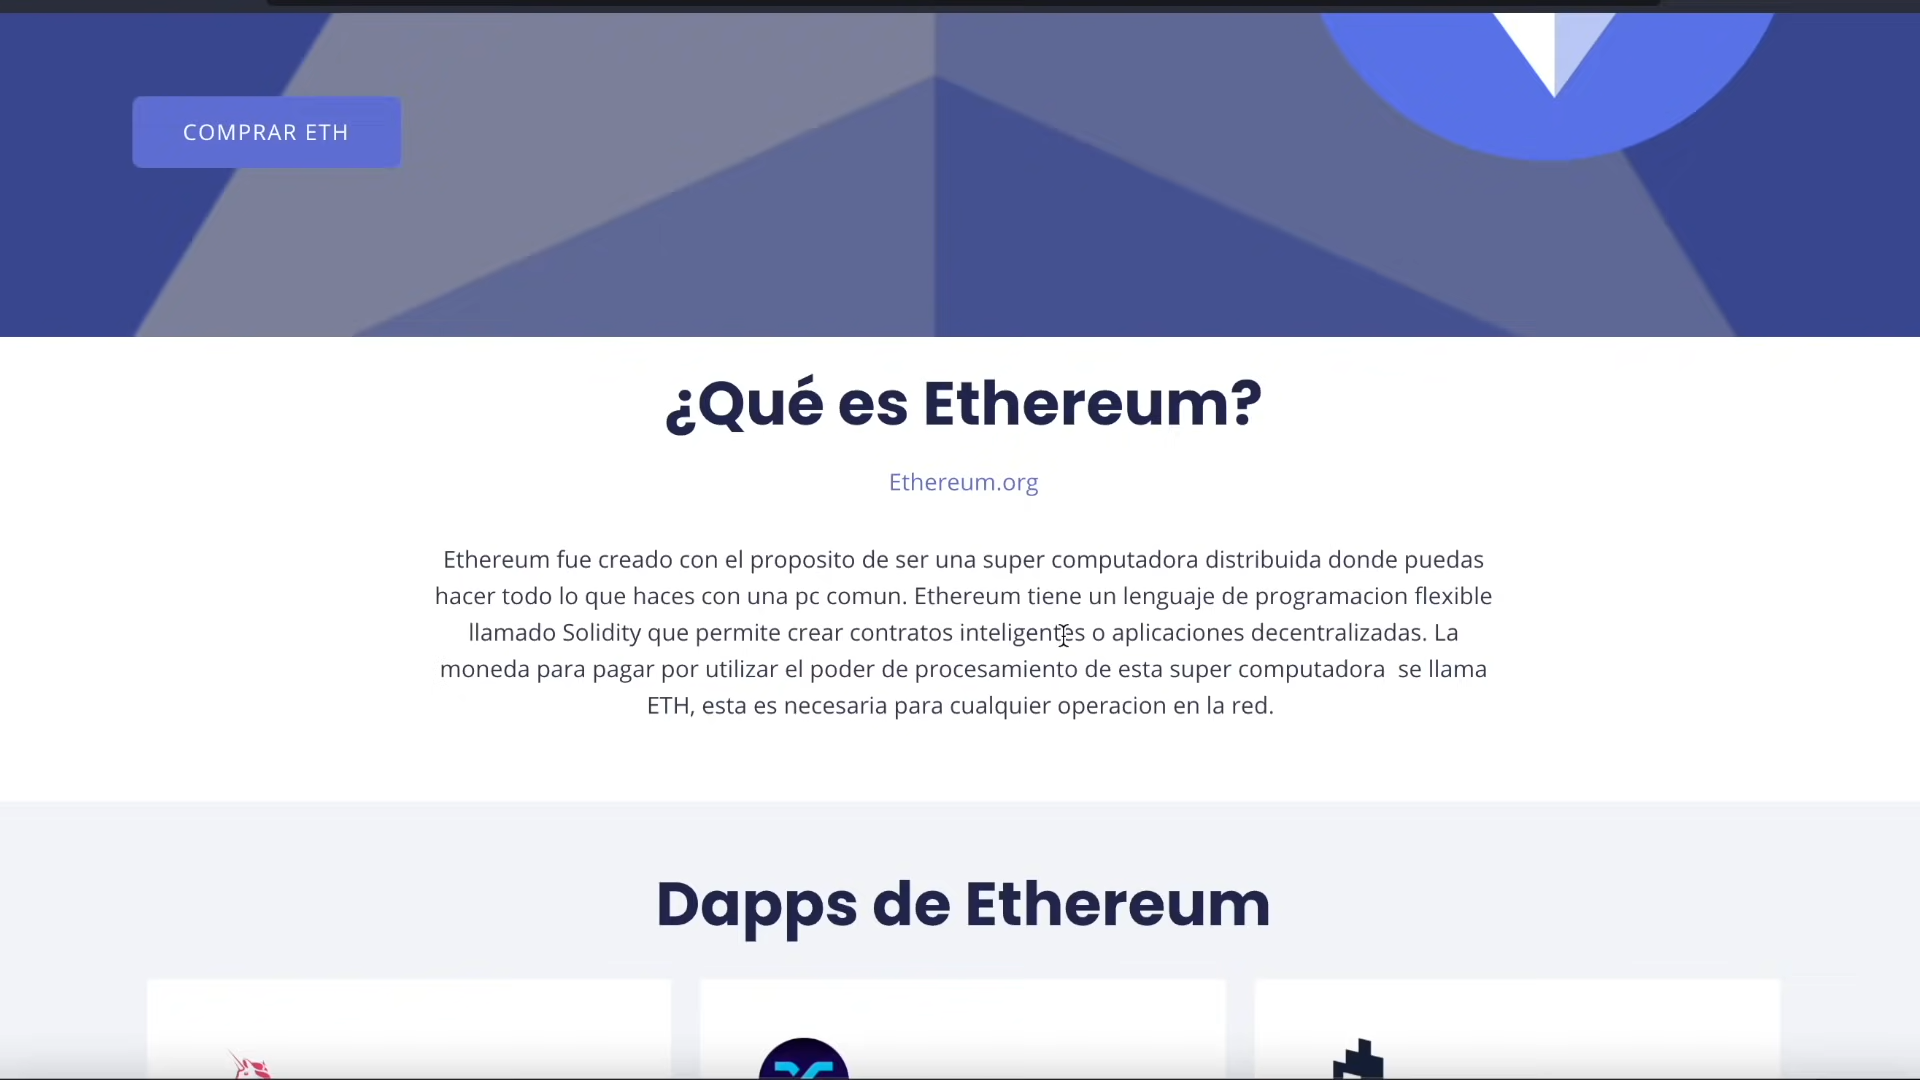 COMPRAR ETH
¿Qué es Ethereum?
Ethereum.org
Ethereum fue creado con el proposito de ser una super computadora distribuida donde puedas
hacer todo lo que haces con una pc comun. Ethereum tiene un lenguaje de programacion flexible
llamado Solidity que permite crear contratos inteligentes o aplicaciones decentralizadas. La
moneda para pagar por utilizar el poder de procesamiento de esta super computadora  se llama
ETH, esta es necesaria para cualquier operacion en la red.
Dapps de Ethereum